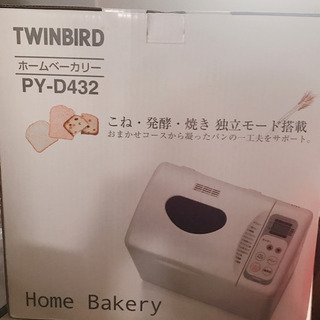 TWINBIRD
ホームベーカリー
PY-D432
こね・発酵・焼き 独立モード搭載
おまかせコースから凝ったパンの一工夫をサポート。
Home Bakery